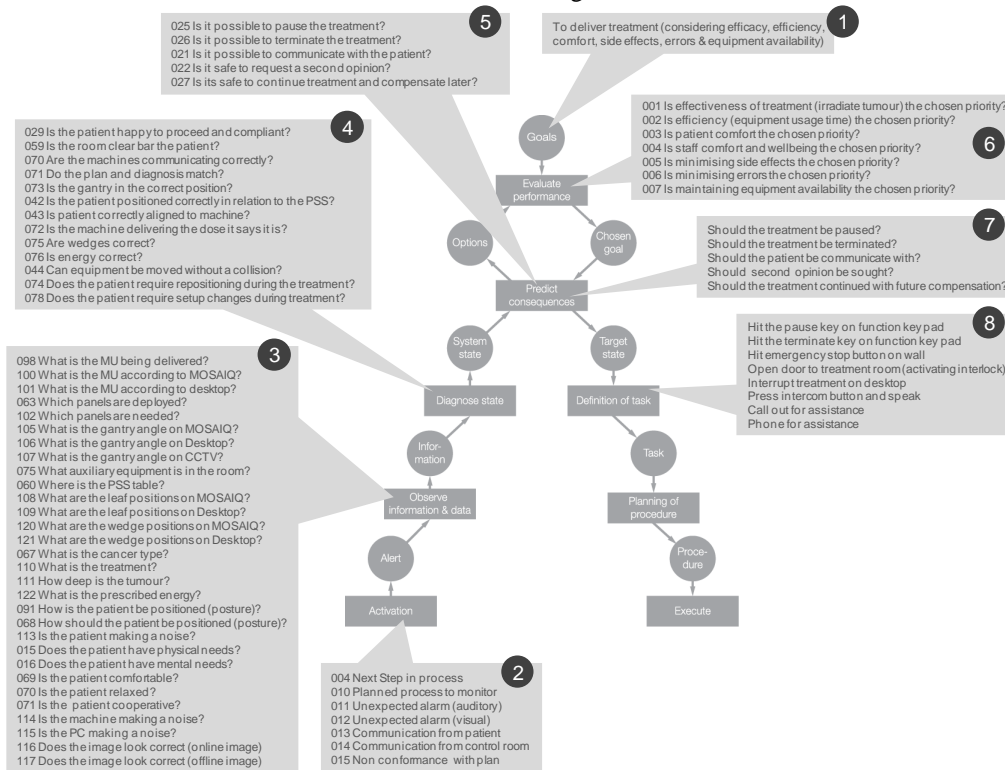 025 Is it possible to pause the treatment?
026 Is it possible to terminate the treatment?
021 Is it possible to communicate with the patient?
022 Is it safe to request a second opinion?
027 Is its safe to continue treatment and compensate later?
5
To deliver treatment (considering efficacy, efficiency,
comfort, side effects, errors & equipment availability)
1
029 Is the patient happy to proceed and compliant?
059 Is the room clear bar the patient?
070 Are the machines communicating correctly?
071 Do the plan and diagnosis match?
073 Is the gantry in the correct position?
042 Is the patient positioned correctly in relation to the PSS?
043 Is patient correctly aligned to machine?
072 Is the machine delivering the dose it says it is?
075 Are wedges correct?
076 Is energy correct?
044 Can equipment be moved without a collision?
074 Does the patient require repositioning during the treatment?
078 Does the patient require setup changes during treatment?
4
001 Is effectiveness of treatment (irradiate tumour) the chosen priority?
002 Is efficiency (equipment usage time) the chosen priority?
003 Is patient comfort the chosen priority?
004 Is staff comfort and wellbeing the chosen priority?
005 Is minimising side effects the chosen priority?
006 Is minimising errors the chosen priority?
007 Is maintaining equipment availability the chosen priority?
6
Goals
Evaluate
performance
Options
Chosen
goal
Predict
consequences
System
state
Target
state
Diagnose state
Definition of task
Infor-
mation
Task
Observe
information & data
Planning of
procedure
Alert
Proce-
dure
Activation
Execute
Should the treatment be paused?
Should the treatment be terminated?
Should the patient be communicate with?
Should second opinion be sought?
Should the treatment continued with future compensation?
7
Hit the pause key on function key pad
Hit the terminate key on function key pad
Hit emergency stop button on wall
Open door to treatment room (activating interlock)
Interrupt treatment on desktop
Press intercom button and speak
Call out for assistance
Phone for assistance
8
098 What is the MU being delivered?
100 What is the MU according to MOSAIQ?
101 What is the MU according to desktop?
063 Which panels are deployed?
102 Which panels are needed?
105 What is the gantry angle on MOSAIQ?
106 What is the gantry angle on Desktop?
107 What is the gantry angle on CCTV?
075 What auxiliary equipment is in the room?
060 Where is the PSS table?
108 What are the leaf positions on MOSAIQ?
109 What are the leaf positions on Desktop?
120 What are the wedge positions on MOSAIQ?
121 What are the wedge positions on Desktop?
067 What is the cancer type?
110 What is the treatment?
111 How deep is the tumour?
122 What is the prescribed energy?
091 How is the patient be positioned (posture)?
068 How should the patient be positioned (posture)?
113 Is the patient making a noise?
015 Does the patient have physical needs?
016 Does the patient have mental needs?
069 Is the patient comfortable?
070 Is the patient relaxed?
071 Is the patient cooperative?
114 Is the machine making a noise?
115 Is the PC making a noise?
116 Does the image look correct (online image)
117 Does the image look correct (offline image)
3
004 Next Step in process
010 Planned process to monitor
011 Unexpected alarm (auditory)
012 Unexpected alarm (visual)
013 Communication from patient
014 Communication from control room
015 Non conformance with plan
2